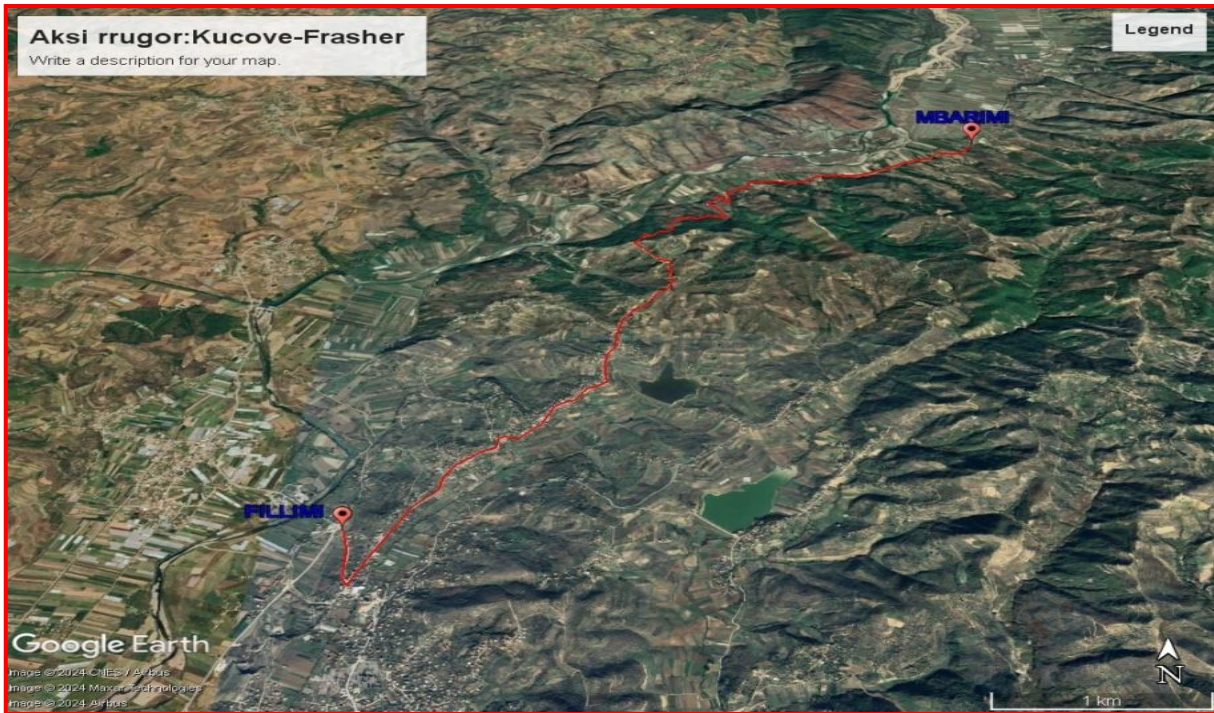 Aksi rrugor:Kucove-Frasher
Write a description for your map.
Legend
MBARIMI
FILLIMI
Google Earth
Image © 2024 CNES / Airbus
Image © 2024 Maxar Technologies
Image © 2024 Airbus
N
1 km